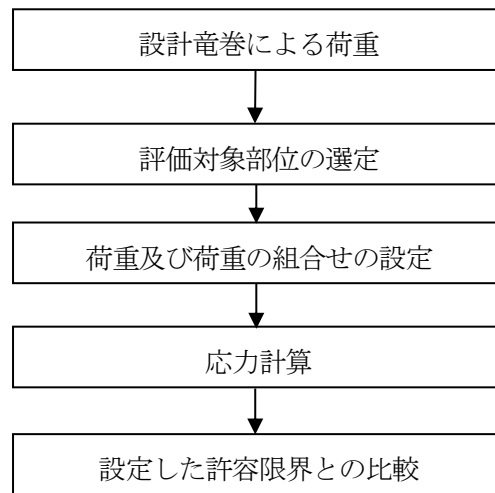 設計竜巻による荷重
評価対象部位の選定
荷重及び荷重の組合せの設定
応力計算
設定した許容限界との比較